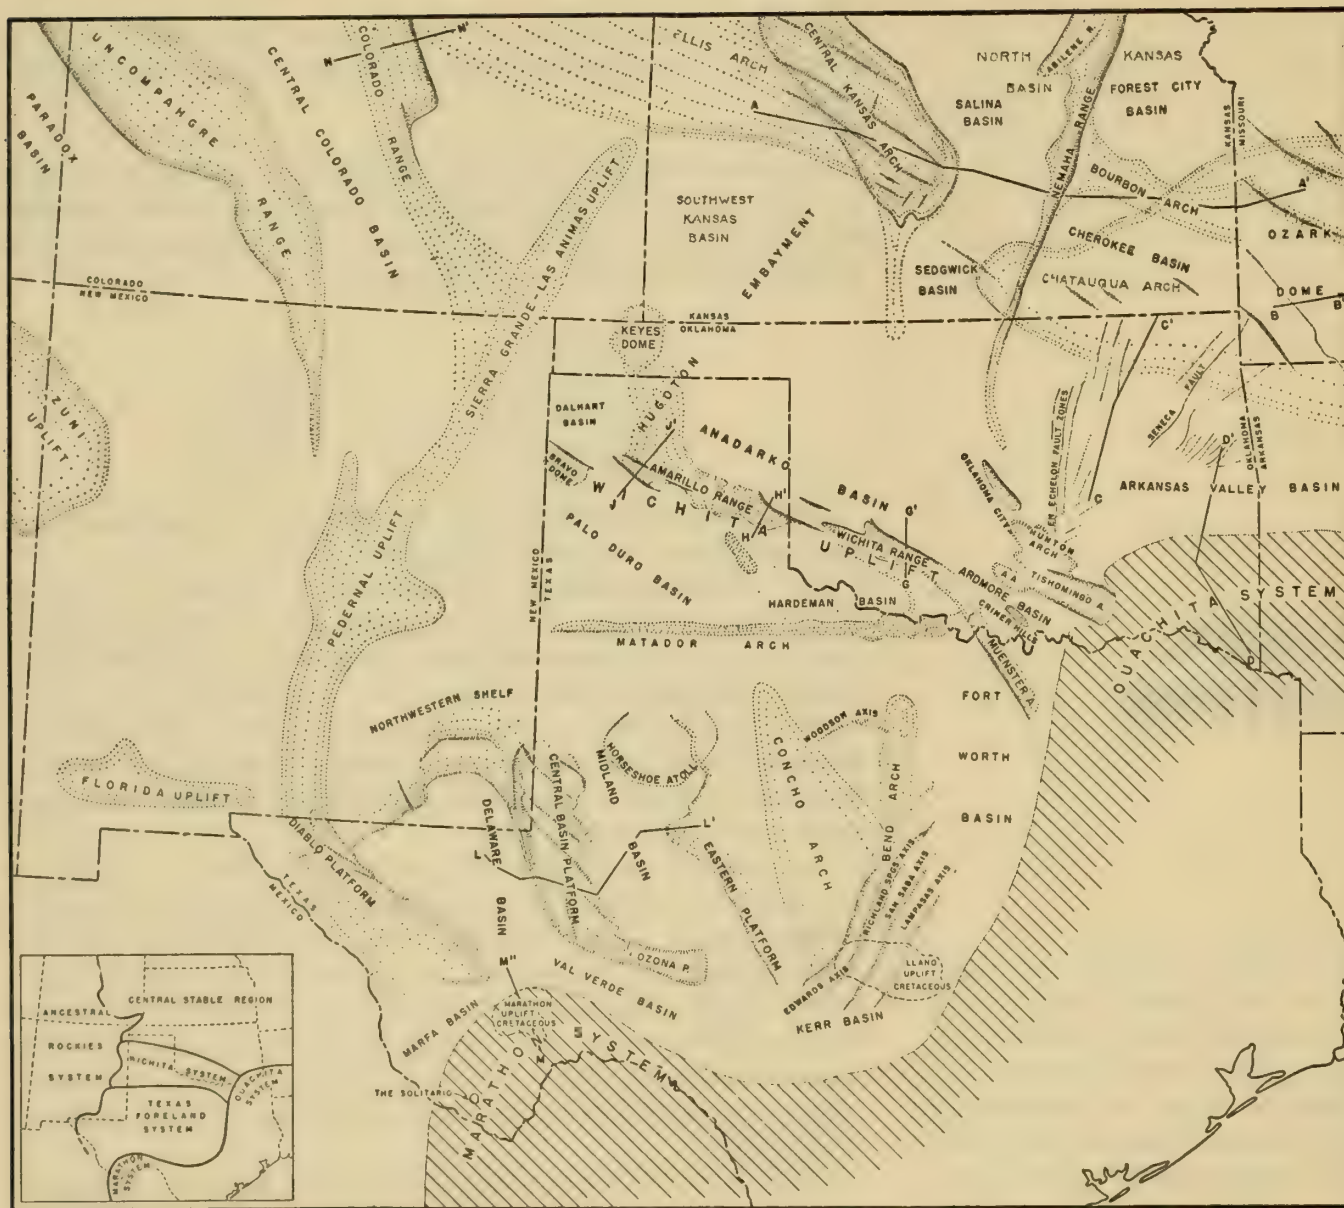 UNCOMPAHGRE
RANGE
PARADOX
BASIN
CENTRAL COLORADO BASIN
COLORADO
RANGE
N
N'
ELLIS ARCH
CENTRAL
KANSAS
ARCH
A
NORTH
BASIN
ABILENE R.
KANSAS
SALINA
BASIN
FOREST CITY
BASIN
NEMAHA RANGE
KANSAS
MISSOURI
BOURBON
ARCH
A'
OZARK
DOME
B
B'
CHEROKEE BASIN
CHATAUQUA ARCH
SEDGWICK
BASIN
SOUTHWEST
KANSAS
BASIN
EMBAYMENT
COLORADO
NEW MEXICO
KANSAS
OKLAHOMA
KEYES
DOME
SIERRA GRANDE-LAS ANIMAS UPLIFT
ZUNI
UPLIFT
HUGOTON
DALHART
BASIN
ANADARKO
BASIN
BRAVO
DOME
J
J'
AMARILLO RANGE
W I C H I T A
H
H'
UPLIFT
WICHITA RANGE
G'
G
C'
C
SENECA
FAULT
D'
OKLAHOMA
ARKANSAS
OKLAHOMA CITY
EN ECHELON FAULT ZONES
ARKANSAS VALLEY BASIN
HUNTON
ARCH
A A
TISHOMINGO A.
ARDMORE BASIN
CRINER HILLS
PEDERNAL UPLIFT
PALO DURO BASIN
NEW MEXICO
TEXAS
HARDEMAN BASIN
MATADOR ARCH
OUACHITA SYSTEM
D
MUENSTER A.
FORT
WORTH
BASIN
NORTHWESTERN SHELF
FLORIDA UPLIFT
HORSESHOE ATOLL
MIDLAND
BASIN
CONCHO
ARCH
WOODSON AXIS
BEND
ARCH
DELAWARE
BASIN
CENTRAL BASIN PLATFORM
L
L'
DIABLO PLATFORM
TEXAS
MEXICO
EASTERN PLATFORM
RICHLAND SPGS AXIS
SAN SABA AXIS
LAMPASAS AXIS
OZONA P.
VAL VERDE BASIN
EDWARDS AXIS
LLANO
UPLIFT
CRETACEOUS
KERR BASIN
M"
MARATHON
UPLIFT
CRETACEOUS
M
MARFA BASIN
THE SOLITARIO
MARATHON SYSTEM
CENTRAL STABLE REGION
ANCESTRAL
ROCKIES
SYSTEM
WICHITA SYSTEM
OUACHITA
SYSTEM
TEXAS
FORELAND
SYSTEM
MARATHON
SYSTEM